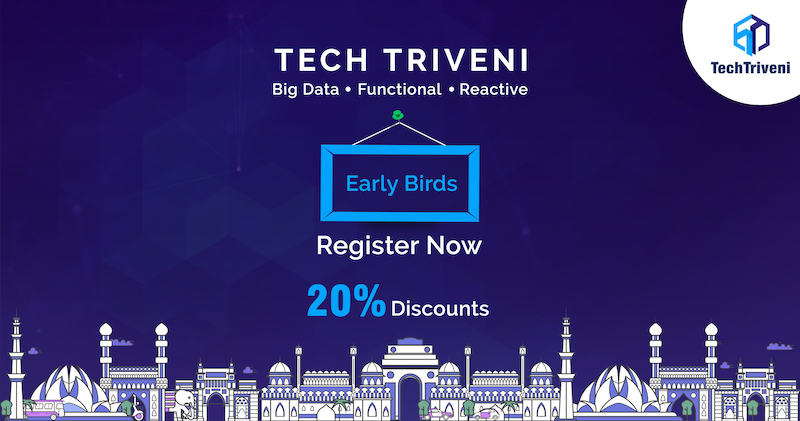 TechTriveni
TECH TRIVENI
Big Data • Functional • Reactive
Early Birds
Register Now
20% Discounts